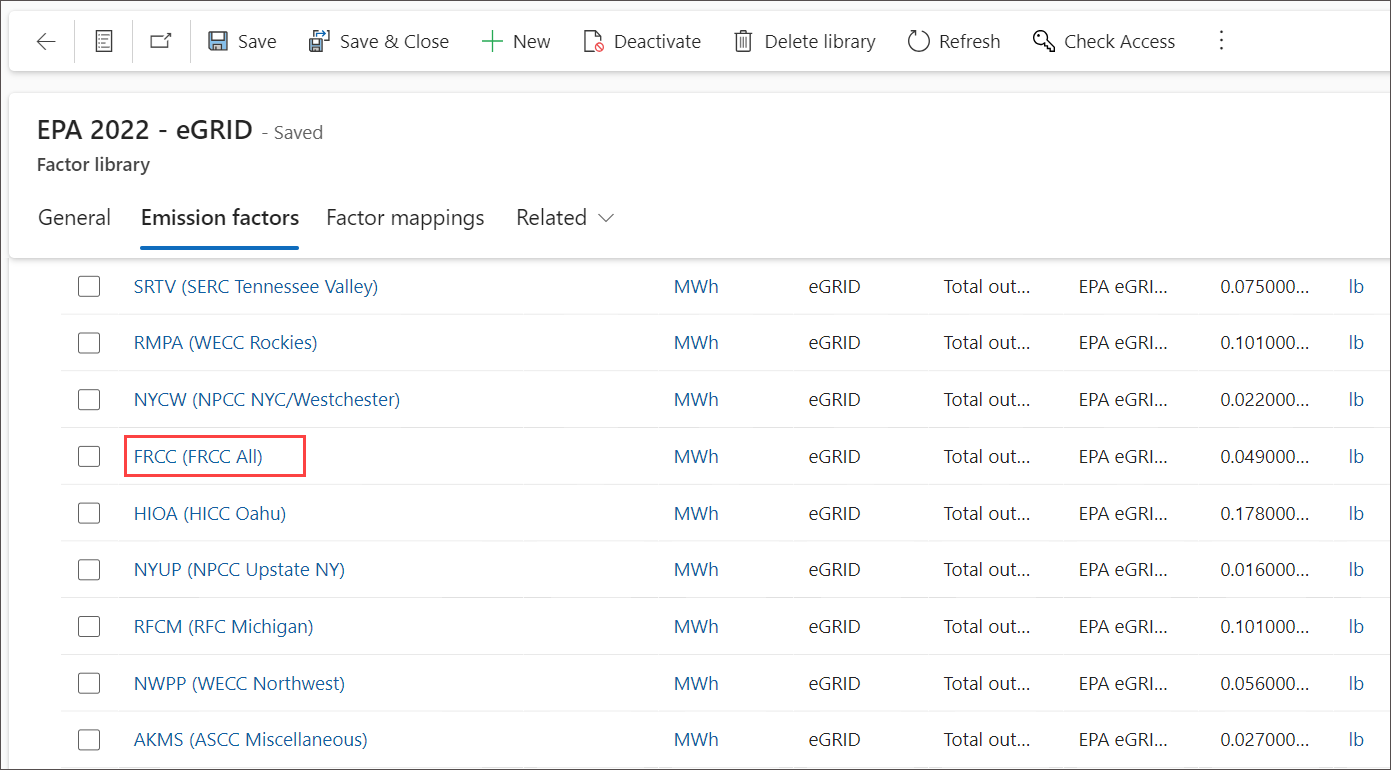 Save Save & Close New Deactivate Delete library Refresh Check Access
EPA 2022 - eGRID - Saved
Factor library
General Emission factors Factor mappings Related
SRTV (SERC Tennessee Valley) MWh eGRID Total out... EPA eGRI... 0.075000... lb
RMPA (WECC Rockies) MWh eGRID Total out... EPA eGRI... 0.101000... lb
NYCW (NPCC NYC/Westchester) MWh eGRID Total out... EPA eGRI... 0.022000... lb
FRCC (FRCC All) MWh eGRID Total out... EPA eGRI... 0.049000... lb
HIOA (HICC Oahu) MWh eGRID Total out... EPA eGRI... 0.178000... lb
NYUP (NPCC Upstate NY) MWh eGRID Total out... EPA eGRI... 0.016000... lb
RFCM (RFC Michigan) MWh eGRID Total out... EPA eGRI... 0.101000... lb
NWPP (WECC Northwest) MWh eGRID Total out... EPA eGRI... 0.056000... lb
AKMS (ASCC Miscellaneous) MWh eGRID Total out... EPA eGRI... 0.027000... lb